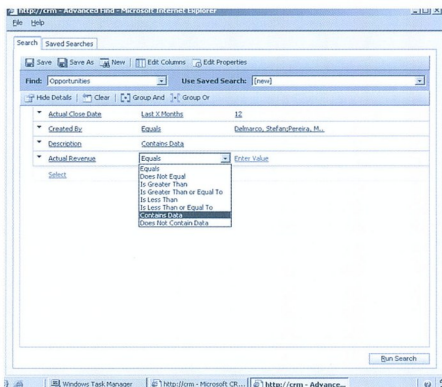 http://crm - Advanced Find - Microsoft Internet Explorer
File Help
Search Saved Searches
Save Save As New Edit Columns Edit Properties
Find: Opportunities Use Saved Search: [new]
Hide Details Clear Group And Group Or
Actual Close Date Last X Months 12
Created By Equals Delmarco, Stefan;Pereira, M...
Description Contains Data
Actual Revenue Equals Enter Value
Select
Equals
Does Not Equal
Is Greater Than
Is Greater Than or Equal To
Is Less Than
Is Less Than or Equal To
Contains Data
Does Not Contain Data
Run Search
Windows Task Manager http://crm - Microsoft CR... http://crm - Advance...